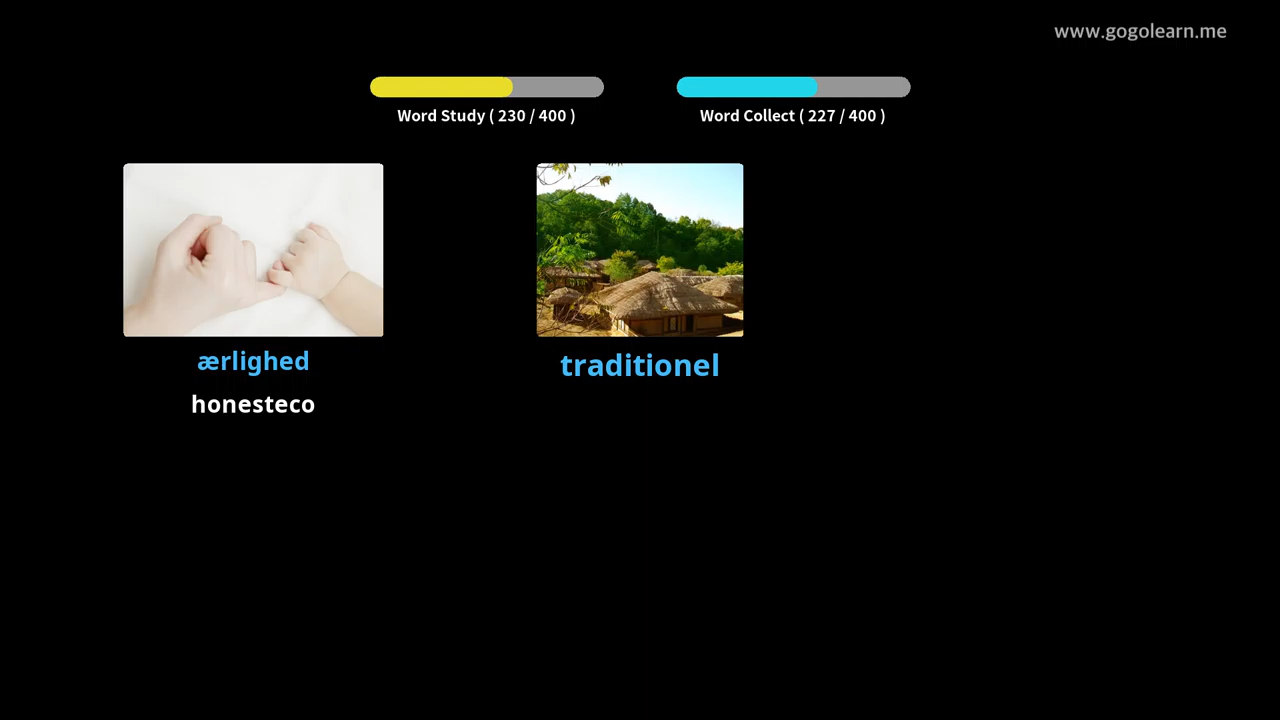 www.gogolearn.me
Word Study ( 230 / 400 )
Word Collect ( 227 / 400 )
ærlighed
honesteco
traditionel